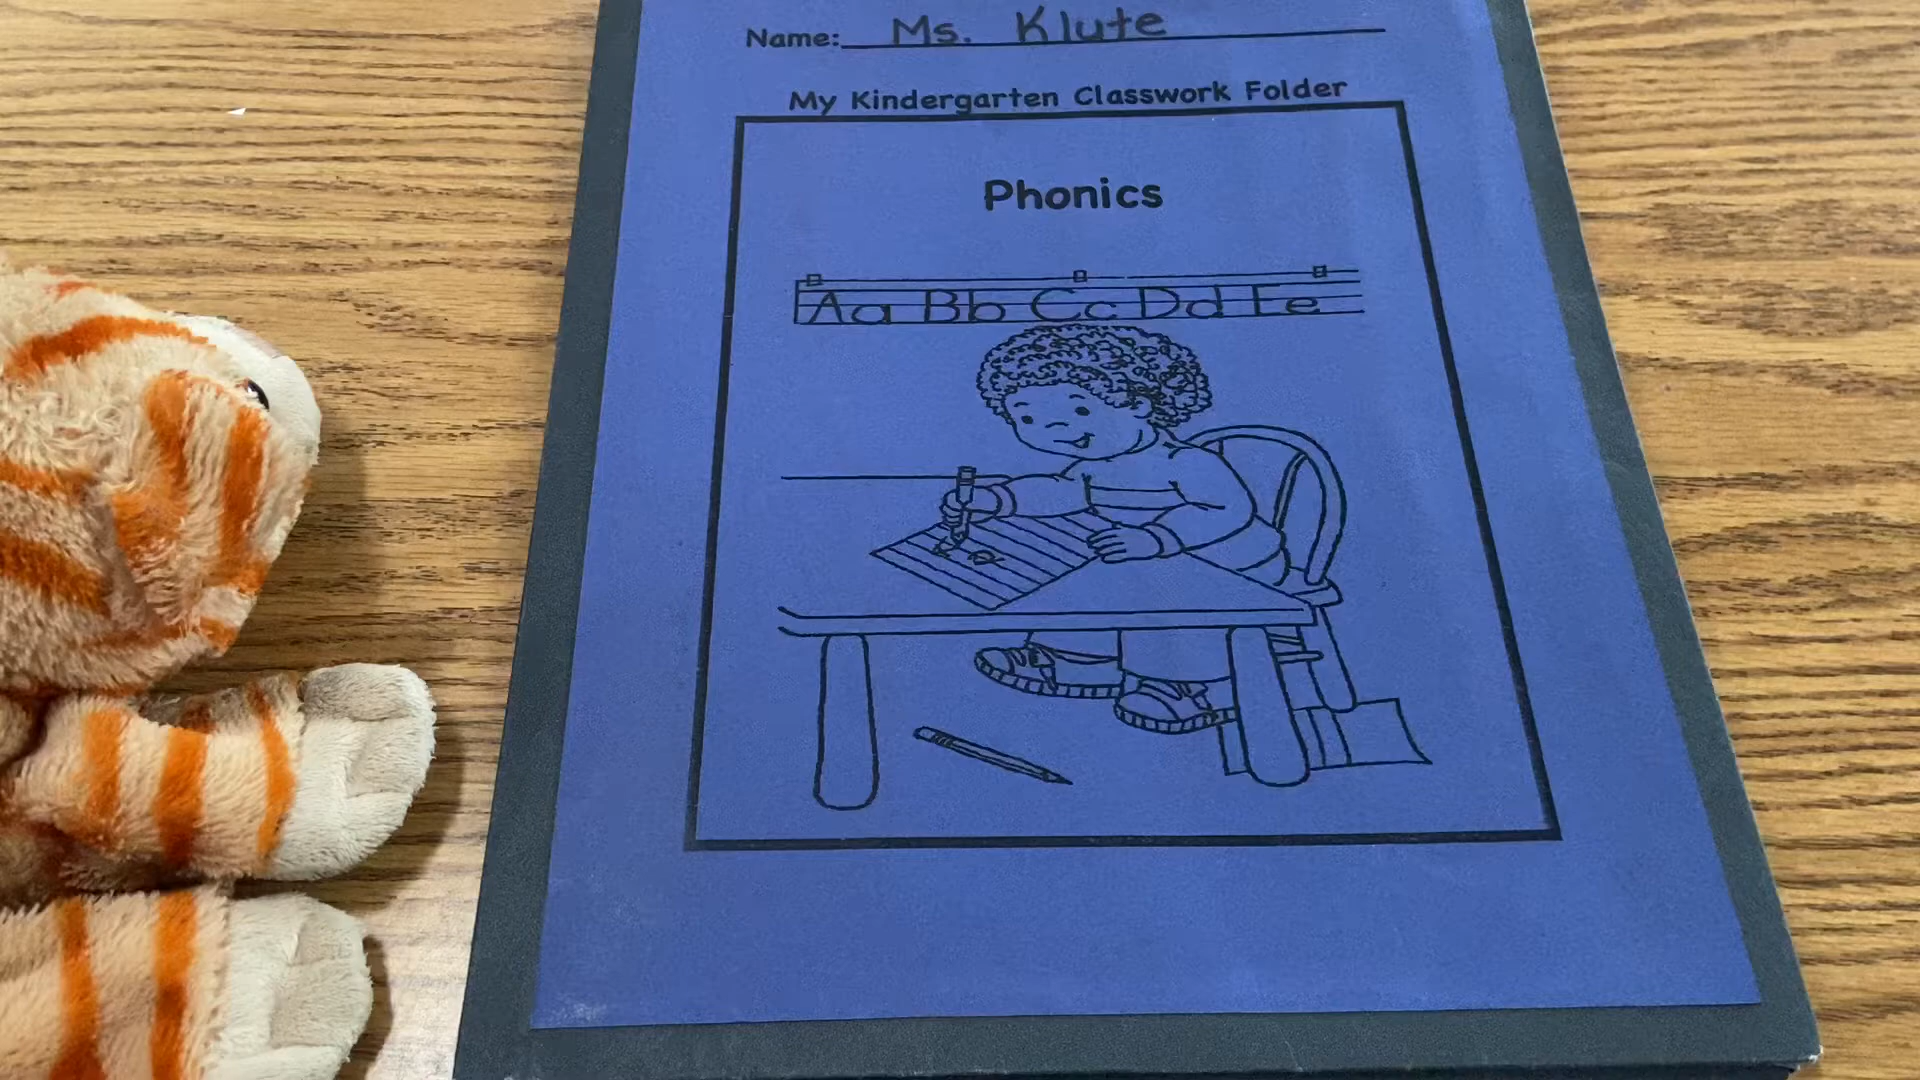 Name: Ms. Klute
My Kindergarten Classwork Folder
Phonics
Aa Bb Cc Dd Ee